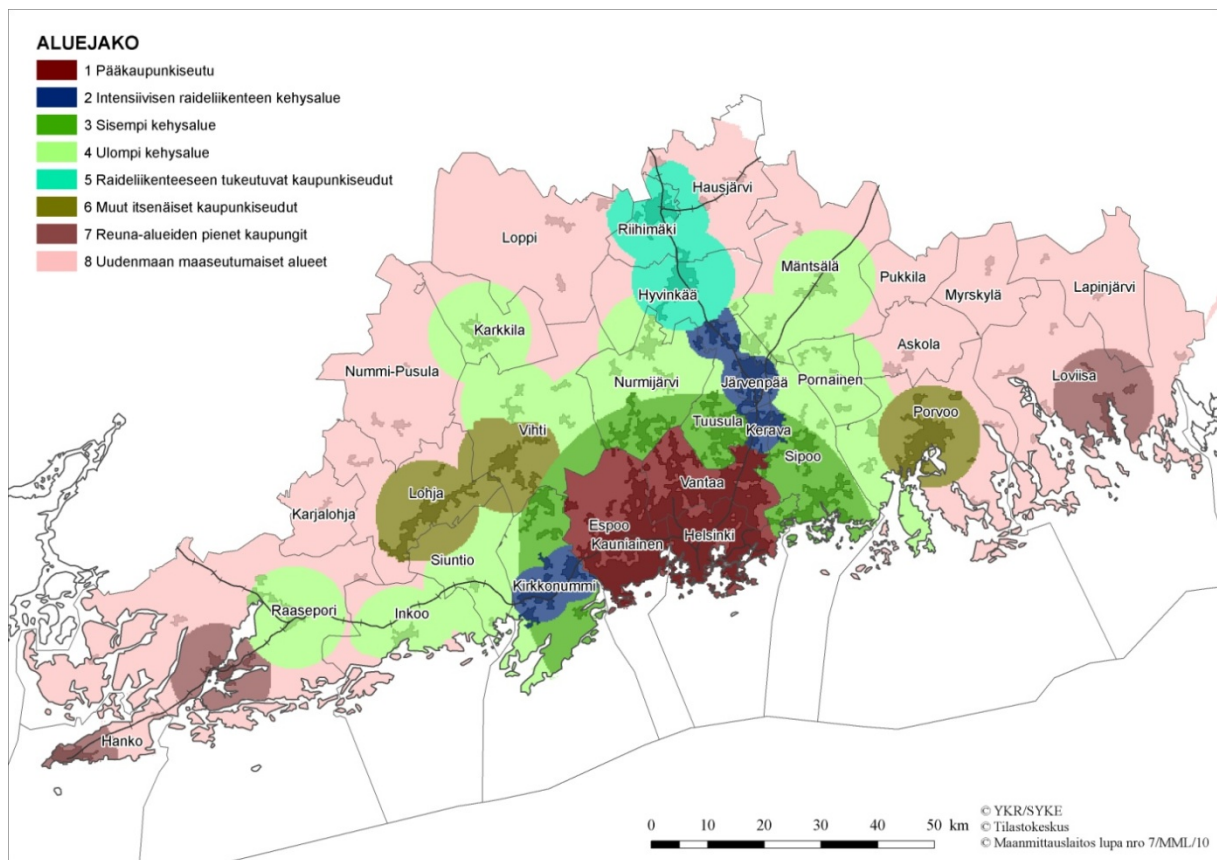 ALUEJAKO
1 Pääkaupunkiseutu
2 Intensiivisen raideliikenteen kehysalue
3 Sisempi kehysalue
4 Ulompi kehysalue
5 Raideliikenteeseen tukeutuvat kaupunkiseudut
6 Muut itsenäiset kaupunkiseudut
7 Reuna-alueiden pienet kaupungit
8 Uudenmaan maaseutumaiset alueet
Hausjärvi
Riihimäki
Loppi
Mäntsälä
Pukkila
Lapinjärvi
Hyvinkää
Myrskylä
Karkkila
Askola
Nummi-Pusula
Nurmijärvi
Järvenpää
Pornainen
Loviisa
Porvoo
Tuusula
Kerava
Vihti
Sipoo
Vantaa
Lohja
Karjalohja
Espoo
Helsinki
Kauniainen
Siuntio
Kirkkonummi
Raasepori
Inkoo
Hanko
0 10 20 30 40 50 km
© YKR/SYKE
© Tilastokeskus
© Maanmittauslaitos lupa nro 7/MML/10